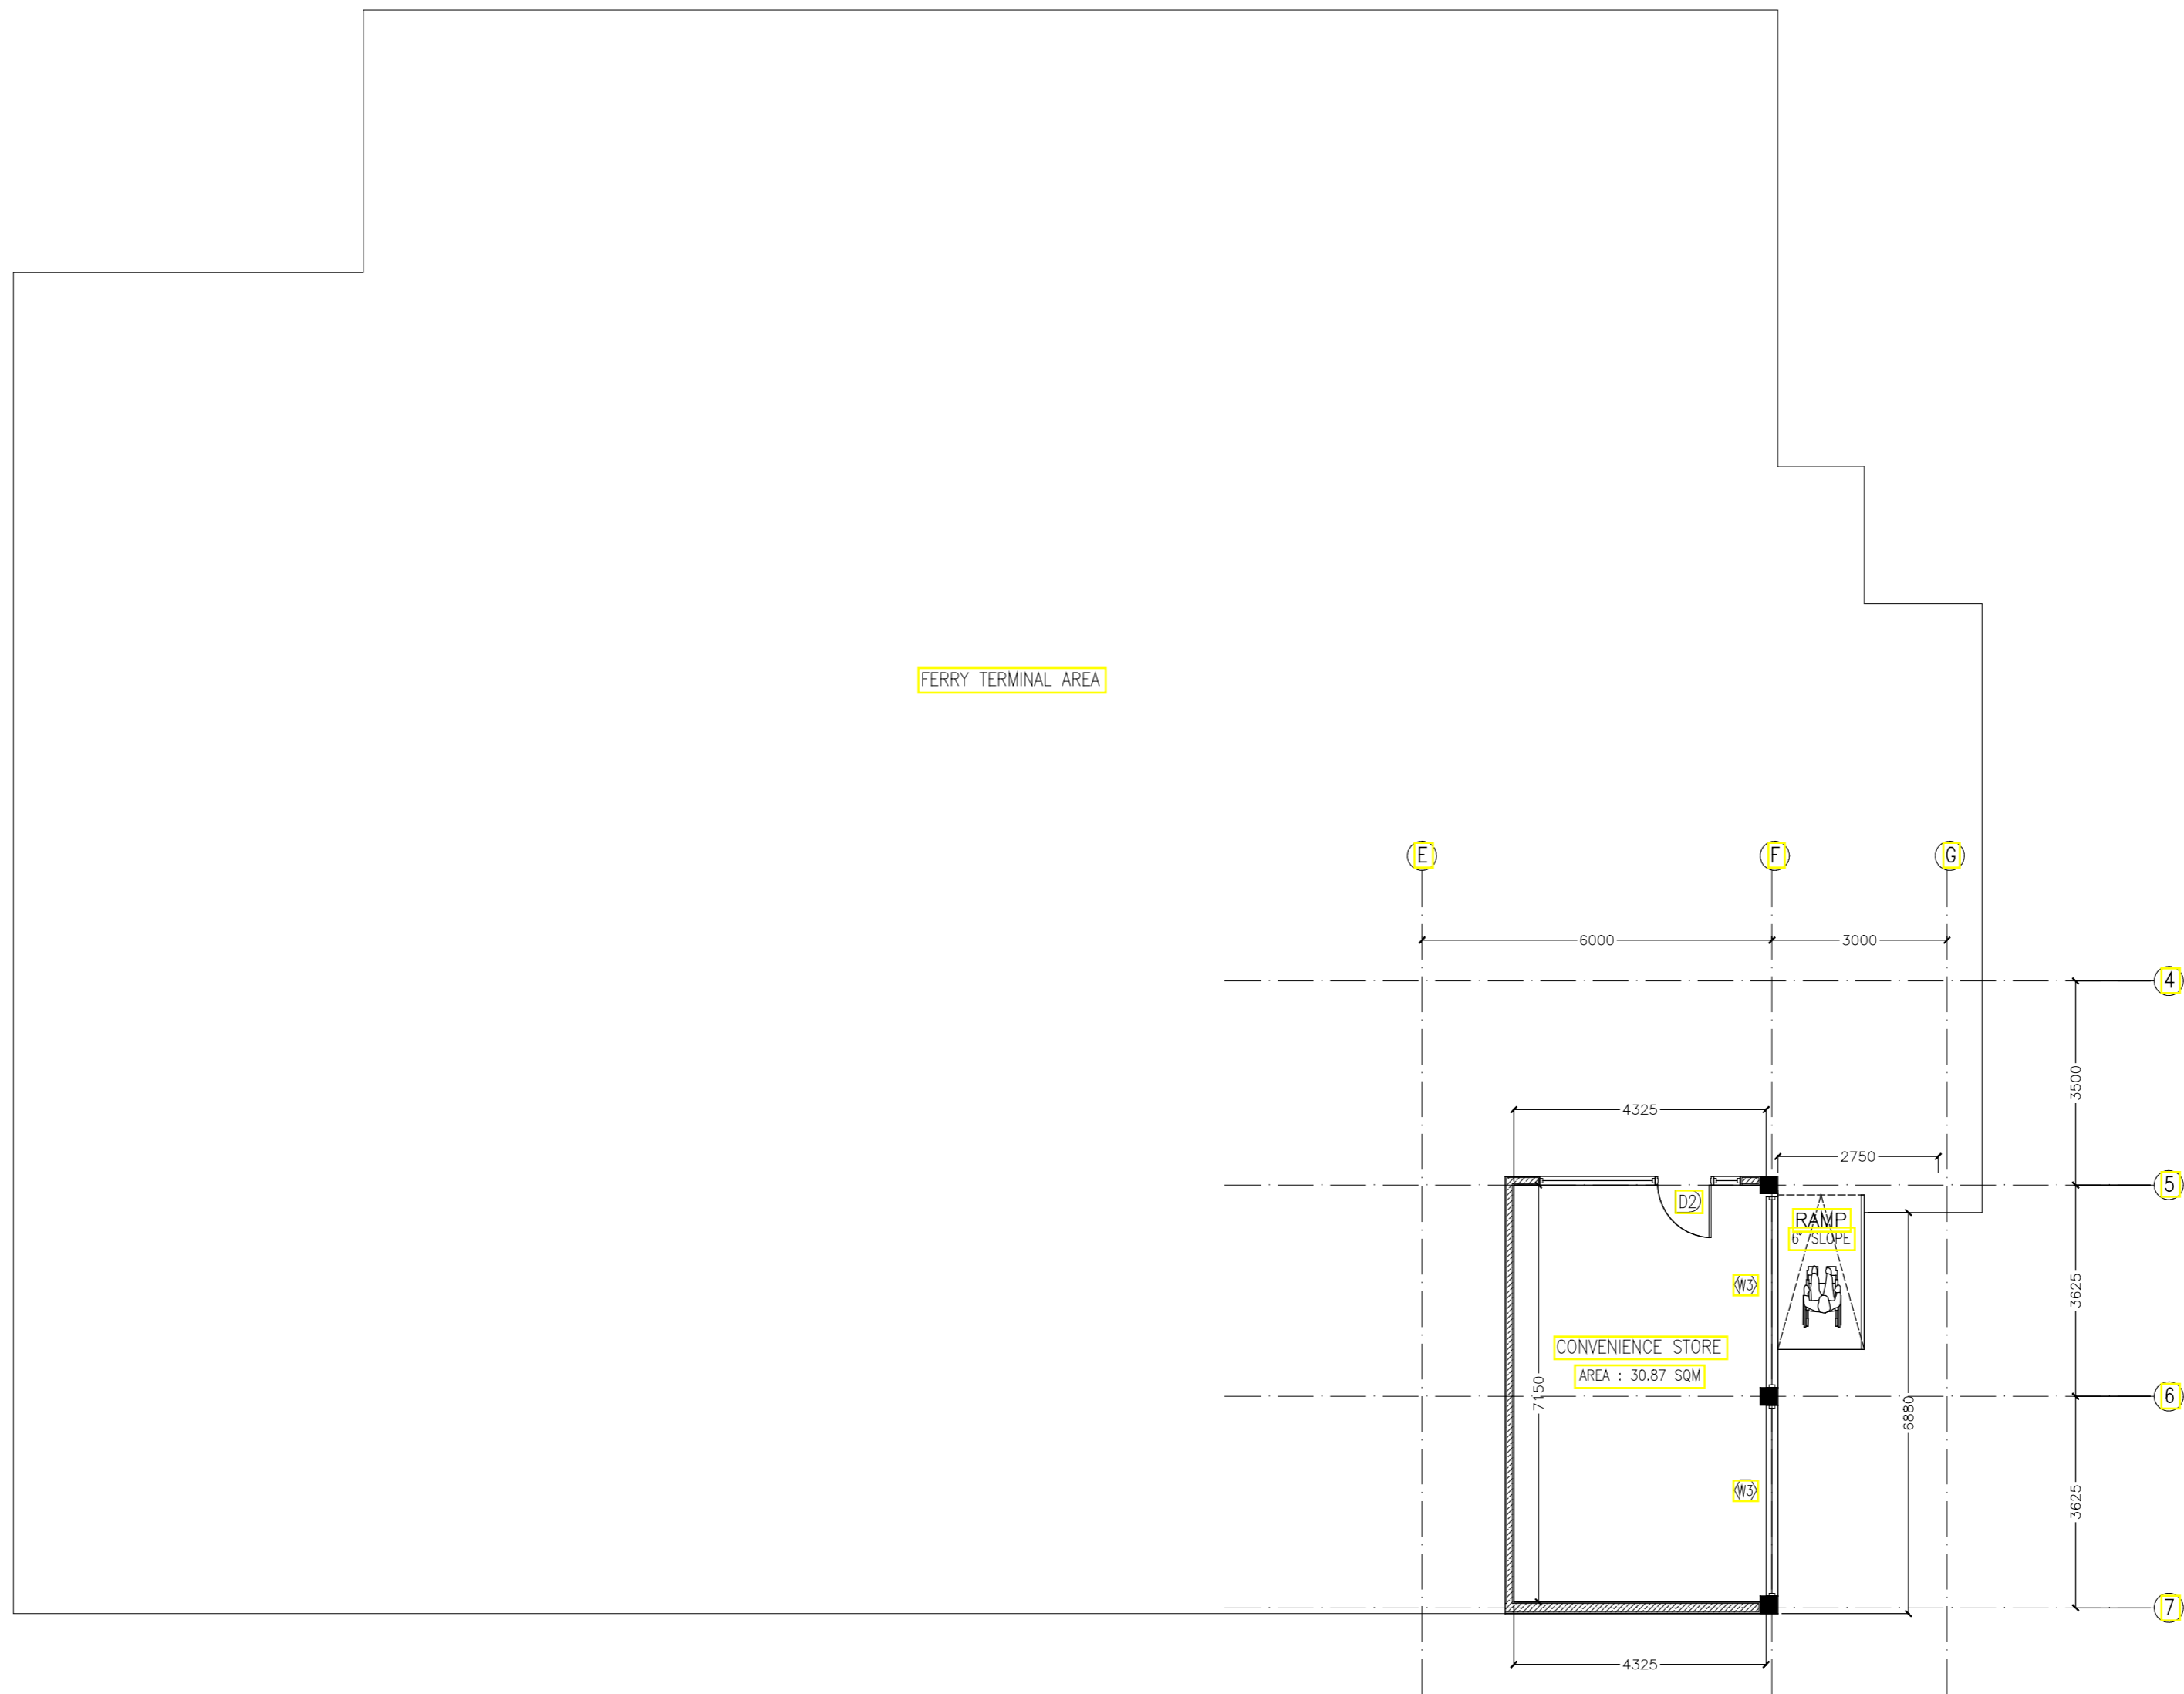 FERRY TERMINAL AREA
E
F
G
6000
3000
4
3500
4325
2750
5
D2
RAMP
6° SLOPE
3625
W3
CONVENIENCE STORE
AREA : 30.87 SQM
7150
6880
6
W3
3625
7
4325